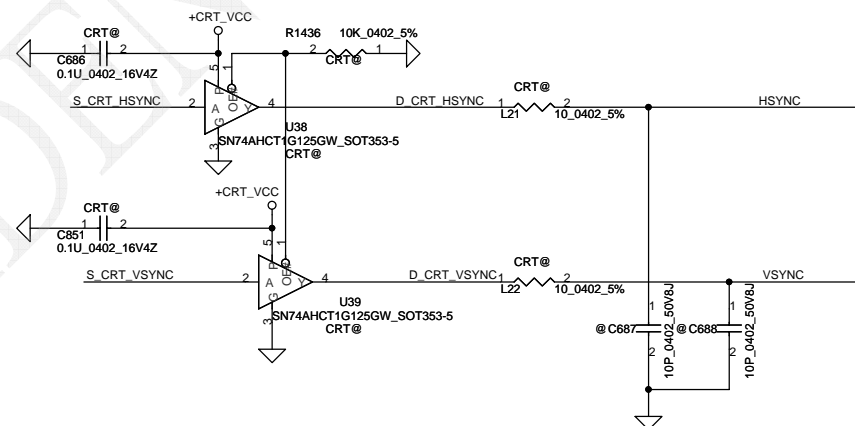 +CRT_VCC
CRT@
1 2
C686
0.1U_0402_16V4Z
R1436 10K_0402_5%
2 1
CRT@
5 1
P OE#
S_CRT_HSYNC 2 A Y 4 D_CRT_HSYNC
G
3
U38
SN74AHCT1G125GW_SOT353-5
CRT@
CRT@
1 2
L21 10_0402_5%
HSYNC
+CRT_VCC
CRT@
1 2
C851
0.1U_0402_16V4Z
5 1
P OE#
S_CRT_VSYNC 2 A Y 4 D_CRT_VSYNC
G
3
U39
SN74AHCT1G125GW_SOT353-5
CRT@
CRT@
1 2
L22 10_0402_5%
VSYNC
1
@ C687
2
10P_0402_50V8J
1
@ C688
2
10P_0402_50V8J